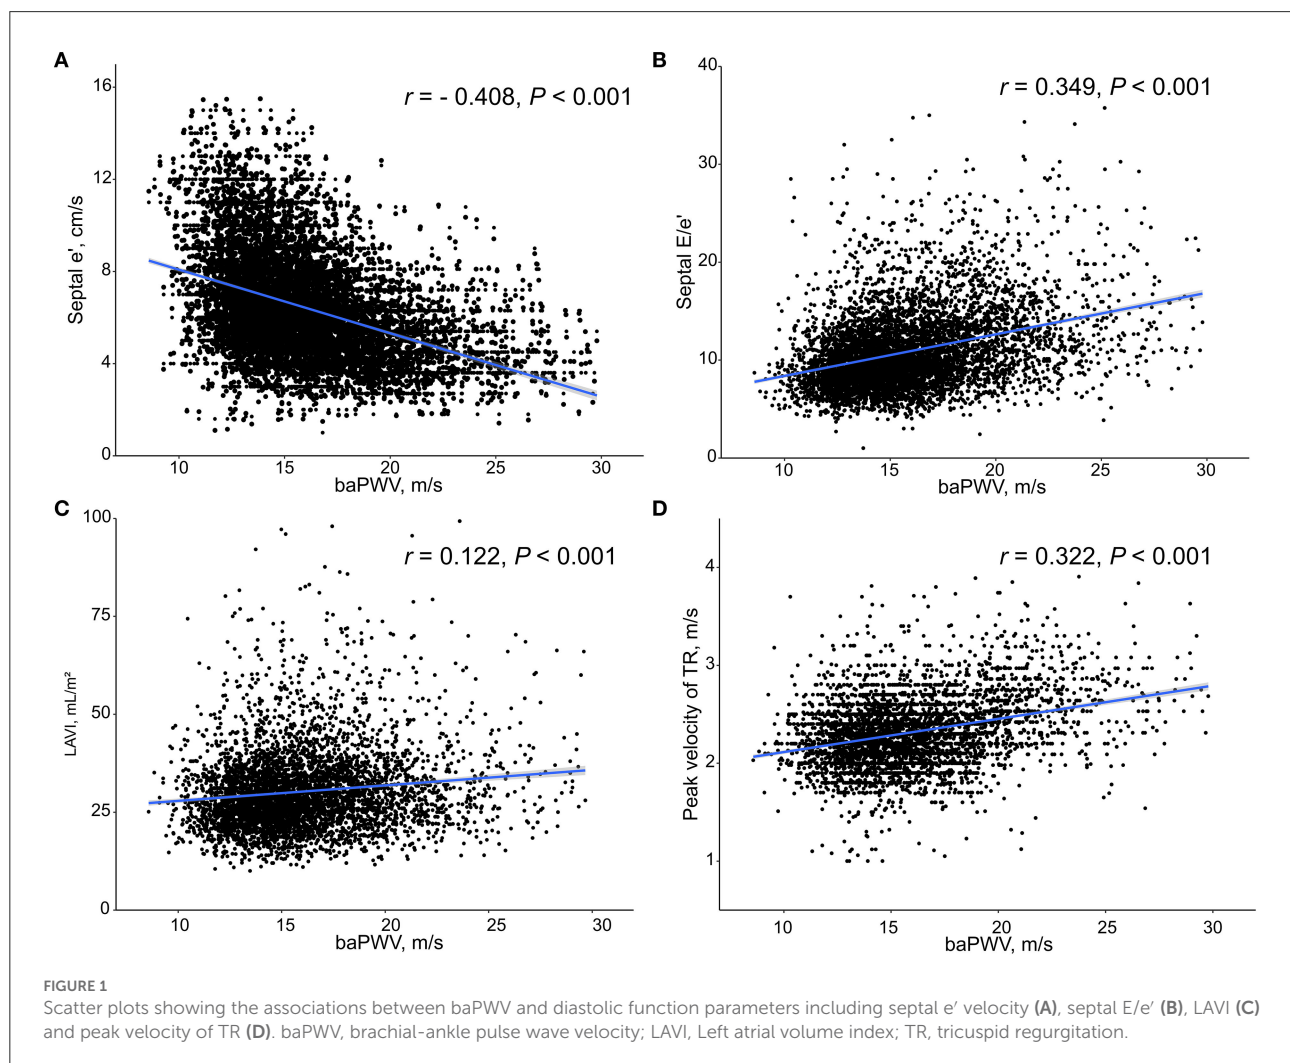 A
r = - 0.408, P < 0.001
Septal e', cm/s
16
12
8
4
0
10 15 20 25 30
baPWV, m/s
B
r = 0.349, P < 0.001
Septal E/e'
40
30
20
10
0
10 15 20 25 30
baPWV, m/s
C
r = 0.122, P < 0.001
LAVI, mL/m²
100
75
50
25
0
10 15 20 25 30
baPWV, m/s
D
r = 0.322, P < 0.001
Peak velocity of TR, m/s
4
3
2
1
10 15 20 25 30
baPWV, m/s
FIGURE 1
Scatter plots showing the associations between baPWV and diastolic function parameters including septal e′ velocity (A), septal E/e′ (B), LAVI (C)
and peak velocity of TR (D). baPWV, brachial-ankle pulse wave velocity; LAVI, Left atrial volume index; TR, tricuspid regurgitation.